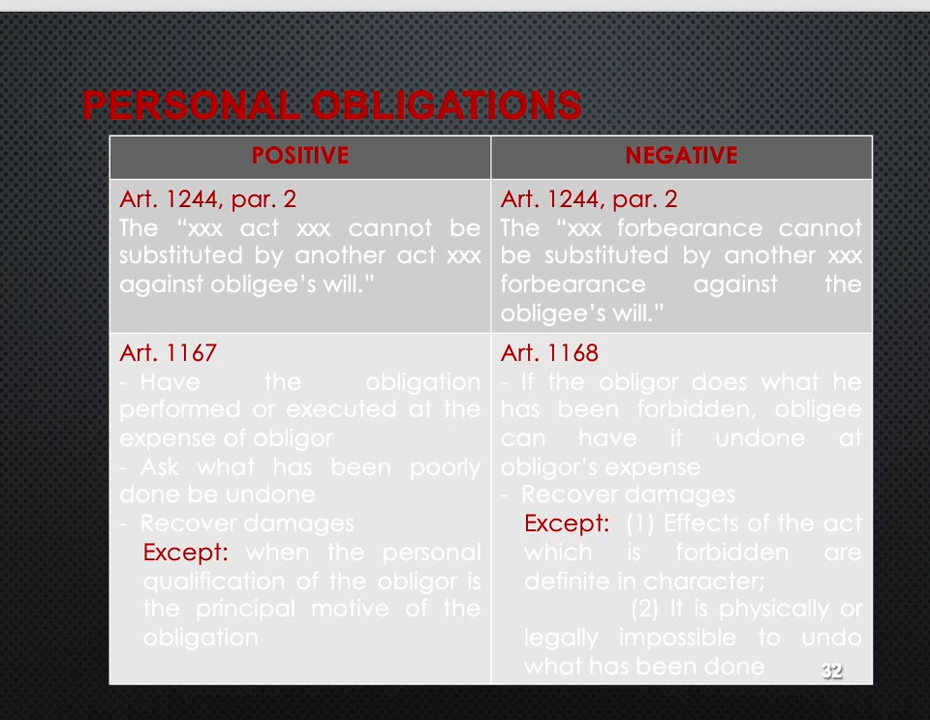 PERSONAL OBLIGATIONS
POSITIVE
NEGATIVE
Art. 1244, par. 2
The “xxx act xxx cannot be
substituted by another act xxx
against obligee’s will.”
Art. 1244, par. 2
The “xxx forbearance cannot
be substituted by another xxx
forbearance against the
obligee’s will.”
Art. 1167
- Have the obligation
performed or executed at the
expense of obligor
- Ask what has been poorly
done be undone
- Recover damages
Except: when the personal
qualification of the obligor is
the principal motive of the
obligation
Art. 1168
- If the obligor does what he
has been forbidden, obligee
can have it undone at
obligor’s expense
- Recover damages
Except: (1) Effects of the act
which is forbidden are
definite in character;
(2) It is physically or
legally impossible to undo
what has been done
32